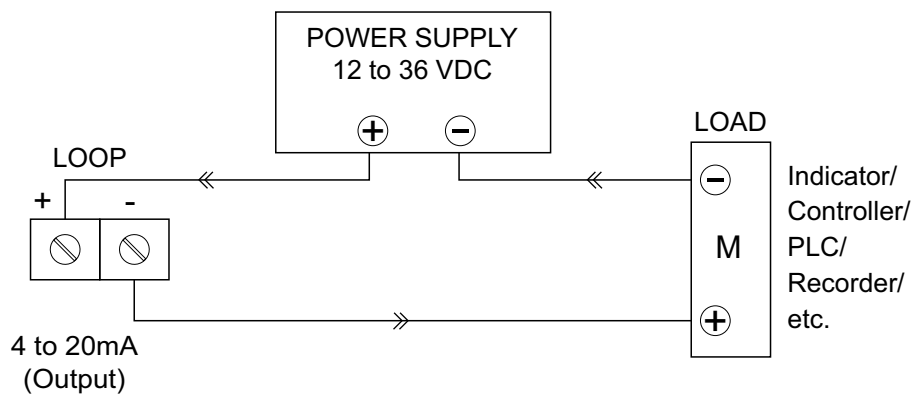 POWER SUPPLY
12 to 36 VDC
+ -
LOAD
LOOP
+ -
-
M
+
Indicator/
Controller/
PLC/
Recorder/
etc.
4 to 20mA
(Output)